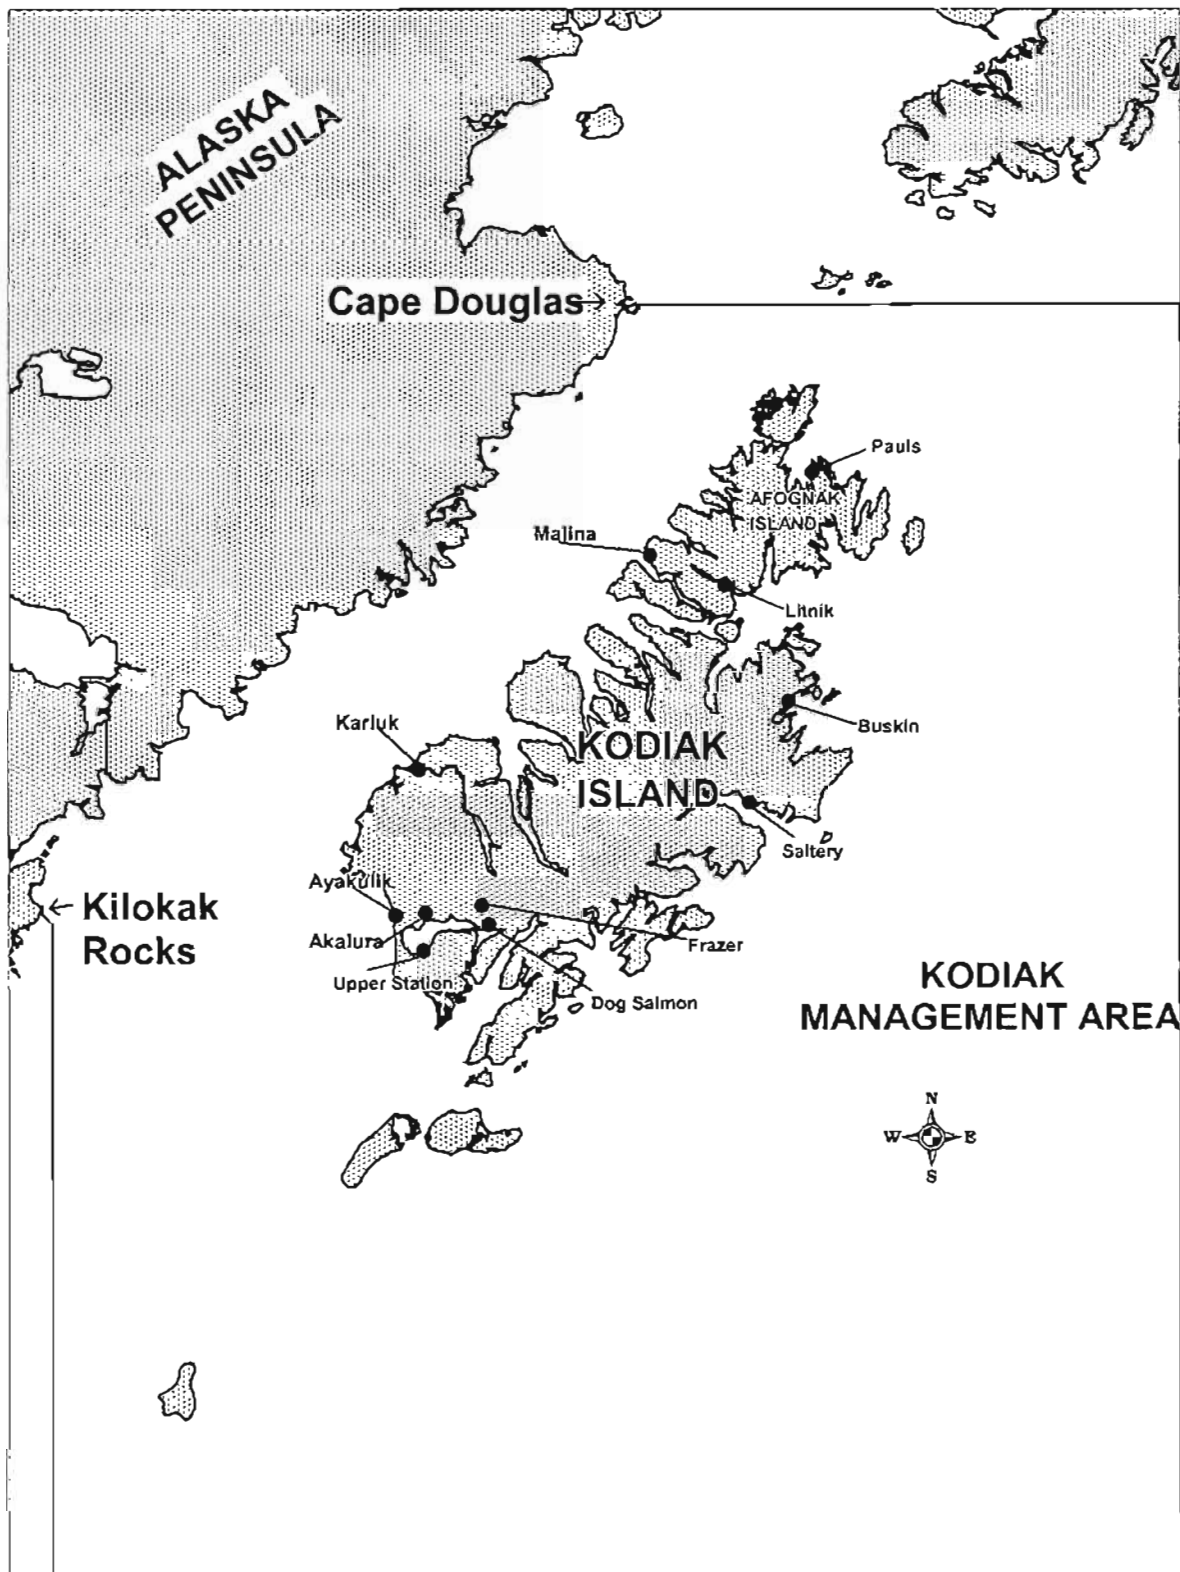 ALASKA
PENINSULA
Cape Douglas
Pauls
AFOGNAK
ISLAND
Malina
Litnik
Karluk
Buskin
KODIAK
ISLAND
Saltery
Ayakulik
Kilokak
Rocks
Akalura
Frazer
Upper Station
Dog Salmon
KODIAK
MANAGEMENT AREA
N
W
E
S